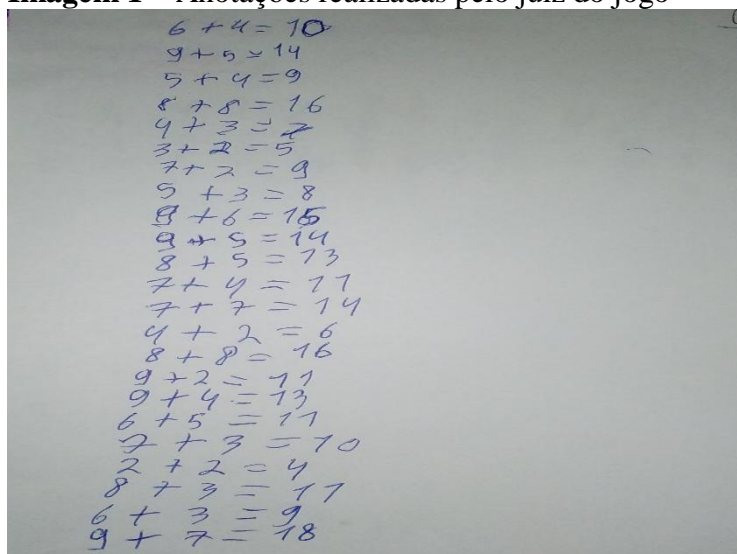 Imagem 1 – Anotações realizadas pelo juiz do jogo
6 + 4 = 10
9 + 5 = 14
5 + 4 = 9
8 + 8 = 16
4 + 3 = 7
3 + 2 = 5
7 + 2 = 9
5 + 3 = 8
9 + 6 = 15
9 + 5 = 14
8 + 5 = 13
7 + 4 = 11
7 + 7 = 14
4 + 2 = 6
8 + 8 = 16
9 + 2 = 11
9 + 4 = 13
6 + 5 = 11
7 + 3 = 10
2 + 2 = 4
8 + 3 = 11
6 + 3 = 9
9 + 7 = 18